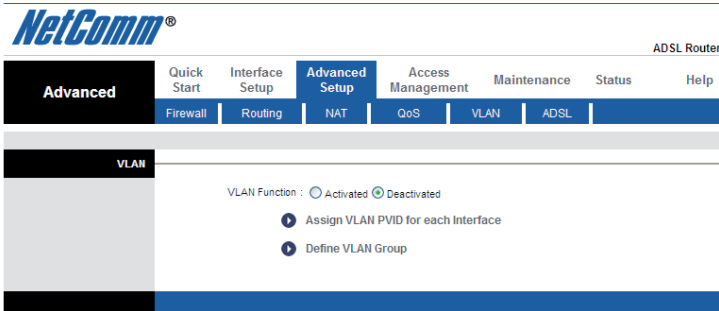 NetComm®
ADSL Router
Advanced
Quick Start
Interface Setup
Advanced Setup
Access Management
Maintenance
Status
Help
Firewall
Routing
NAT
QoS
VLAN
ADSL
VLAN
VLAN Function : Activated Deactivated
Assign VLAN PVID for each Interface
Define VLAN Group